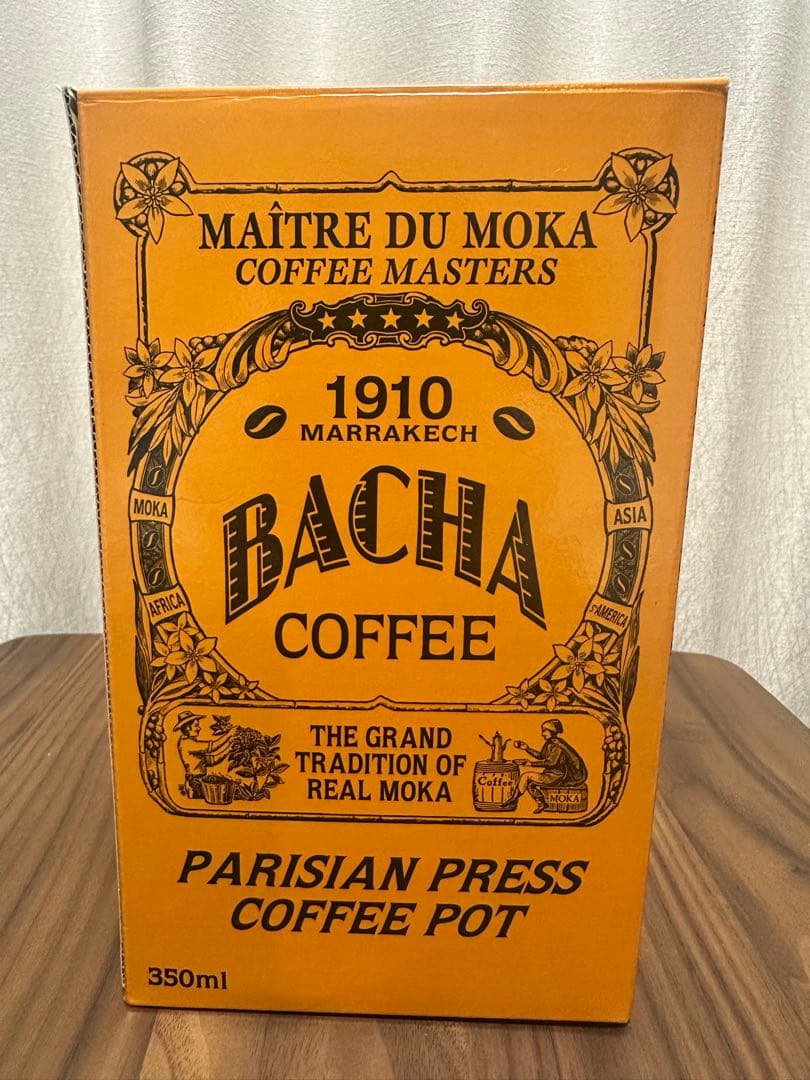 MAÎTRE DU MOKA
COFFEE MASTERS
1910
MARRAKECH
BACHA
COFFEE
MOKA
ASIA
AFRICA
S. AMERICA
THE GRAND
TRADITION OF
REAL MOKA
Coffee
MOKA
PARISIAN PRESS
COFFEE POT
350ml